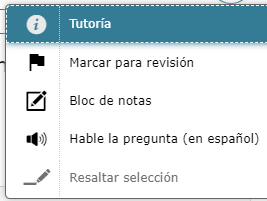 Tutoría
Marcar para revisión
Bloc de notas
Hable la pregunta (en español)
Resaltar selección